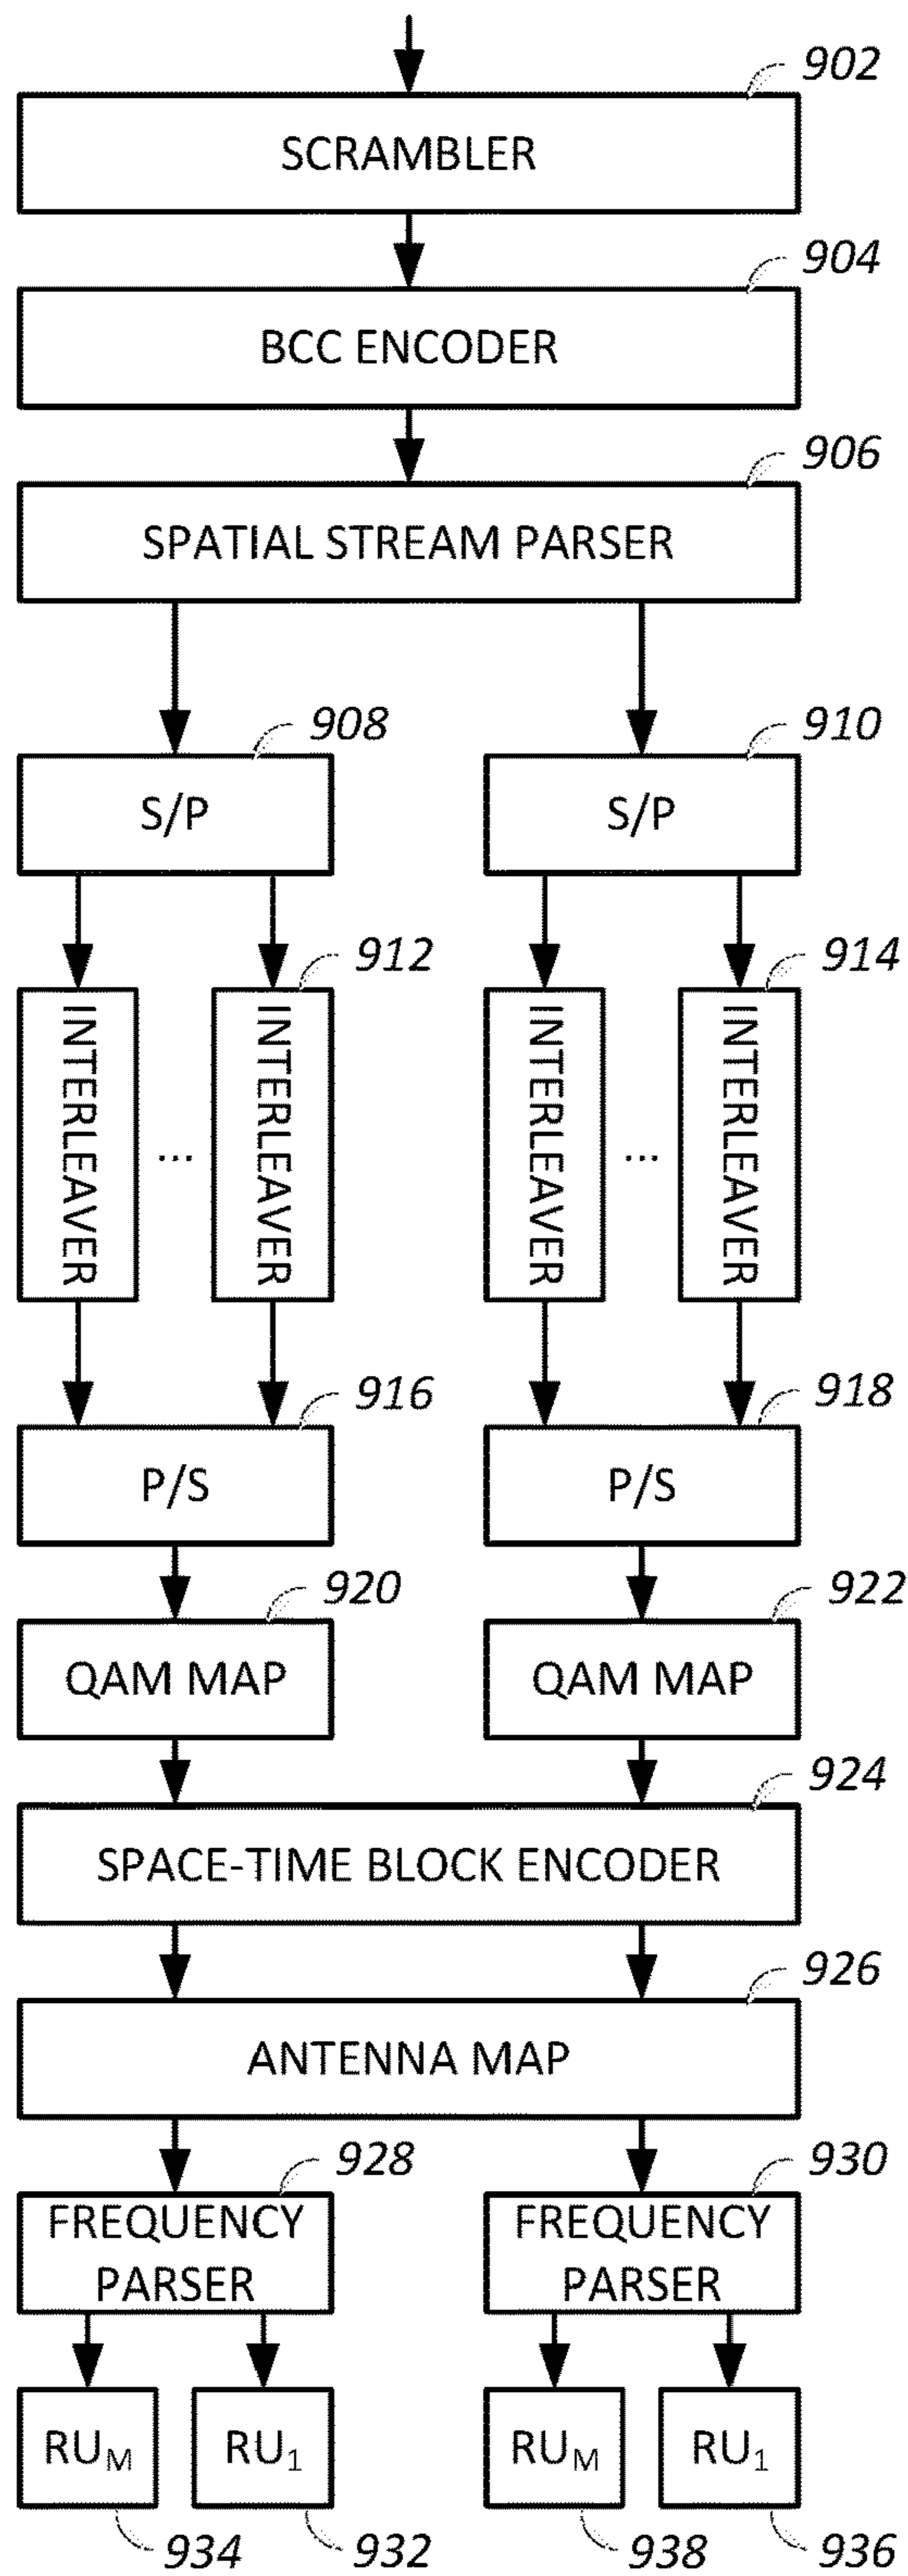 902
SCRAMBLER
904
BCC ENCODER
906
SPATIAL STREAM PARSER
908
910
S/P
S/P
912
914
INTERLEAVER
...
INTERLEAVER
INTERLEAVER
...
INTERLEAVER
916
918
P/S
P/S
920
922
QAM MAP
QAM MAP
924
SPACE-TIME BLOCK ENCODER
926
ANTENNA MAP
928
930
FREQUENCY
PARSER
FREQUENCY
PARSER
RUM
RU1
RUM
RU1
934
932
938
936